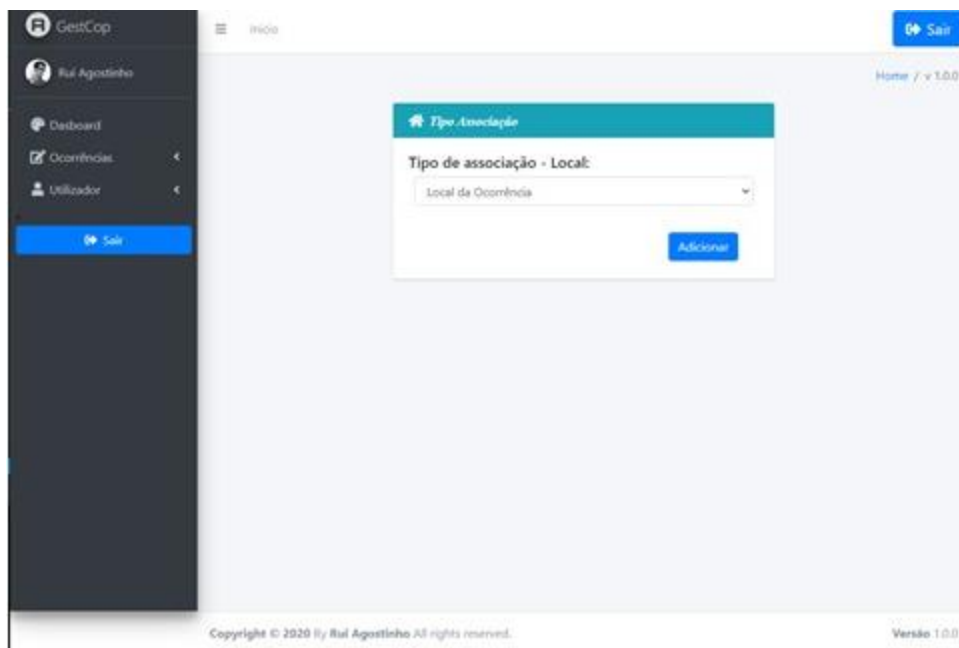 GestCop
Inicio
Sair
Rui Agostinho
Home / v 1.0.0
Dasboard
Ocorrências
Utilizador
Sair
Tipo Associação
Tipo de associação - Local:
Local da Ocorrência
Adicionar
Copyright © 2020 By Rui Agostinho All rights reserved.
Versão 1.0.0